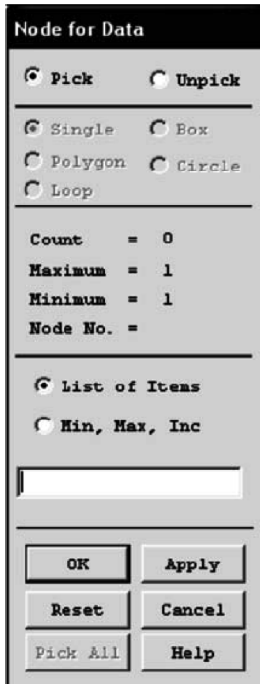 Node for Data
Pick Unpick
Single Box
Polygon Circle
Loop
Count = 0
Maximum = 1
Minimum = 1
Node No. =
List of Items
Min, Max, Inc
OK Apply
Reset Cancel
Pick All Help